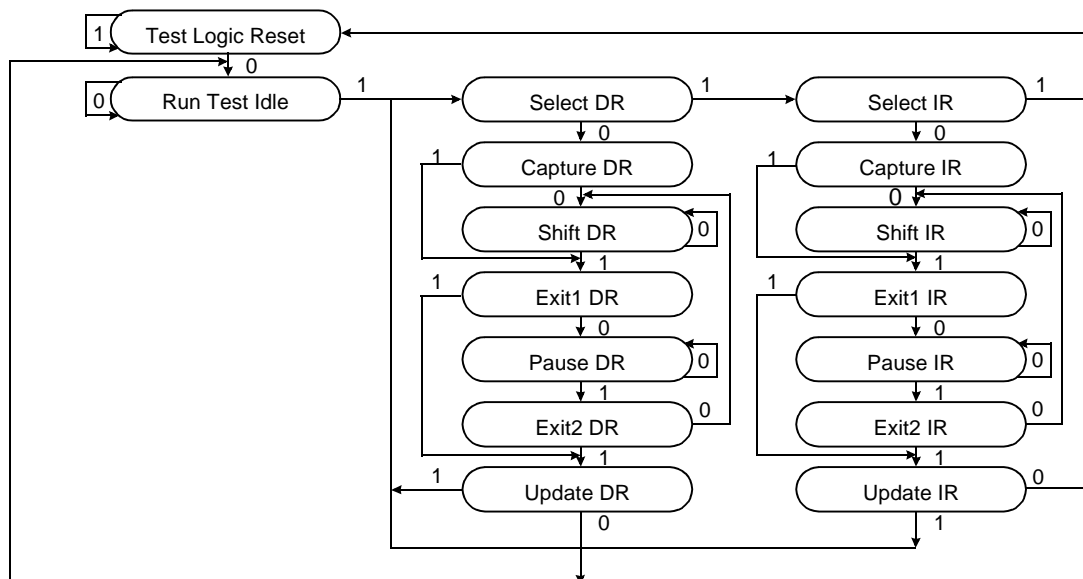 1 Test Logic Reset
0
0 Run Test Idle 1 Select DR 1 Select IR 1
0 0
1 Capture DR 1 Capture IR
0 0
Shift DR 0 Shift IR 0
1 1
1 Exit1 DR 1 Exit1 IR
0 0
Pause DR 0 Pause IR 0
1 1
Exit2 DR 0 Exit2 IR 0
1 1
1 Update DR Update IR 0
0 1